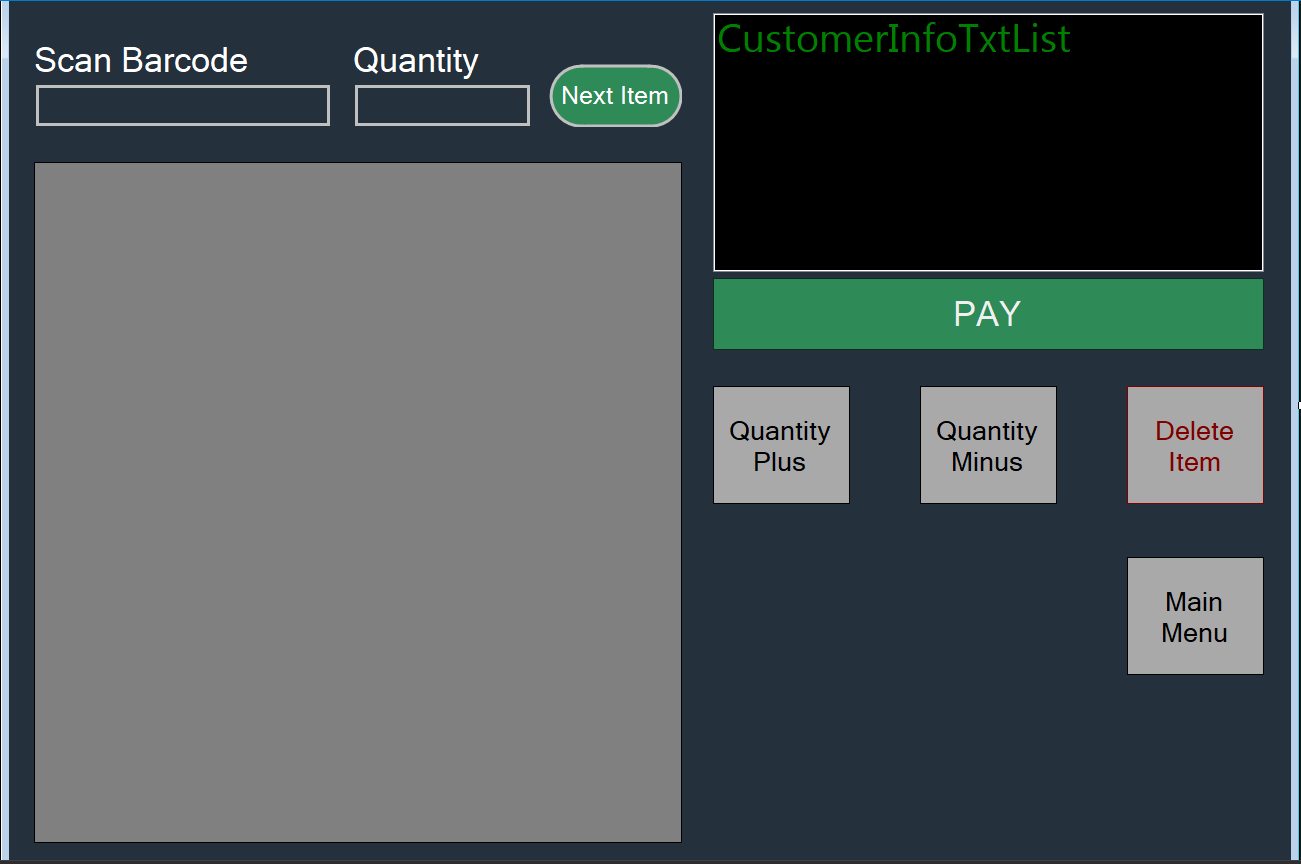 Scan Barcode
Quantity
Next Item
CustomerInfoTxtList
PAY
Quantity
Plus
Quantity
Minus
Delete
Item
Main
Menu